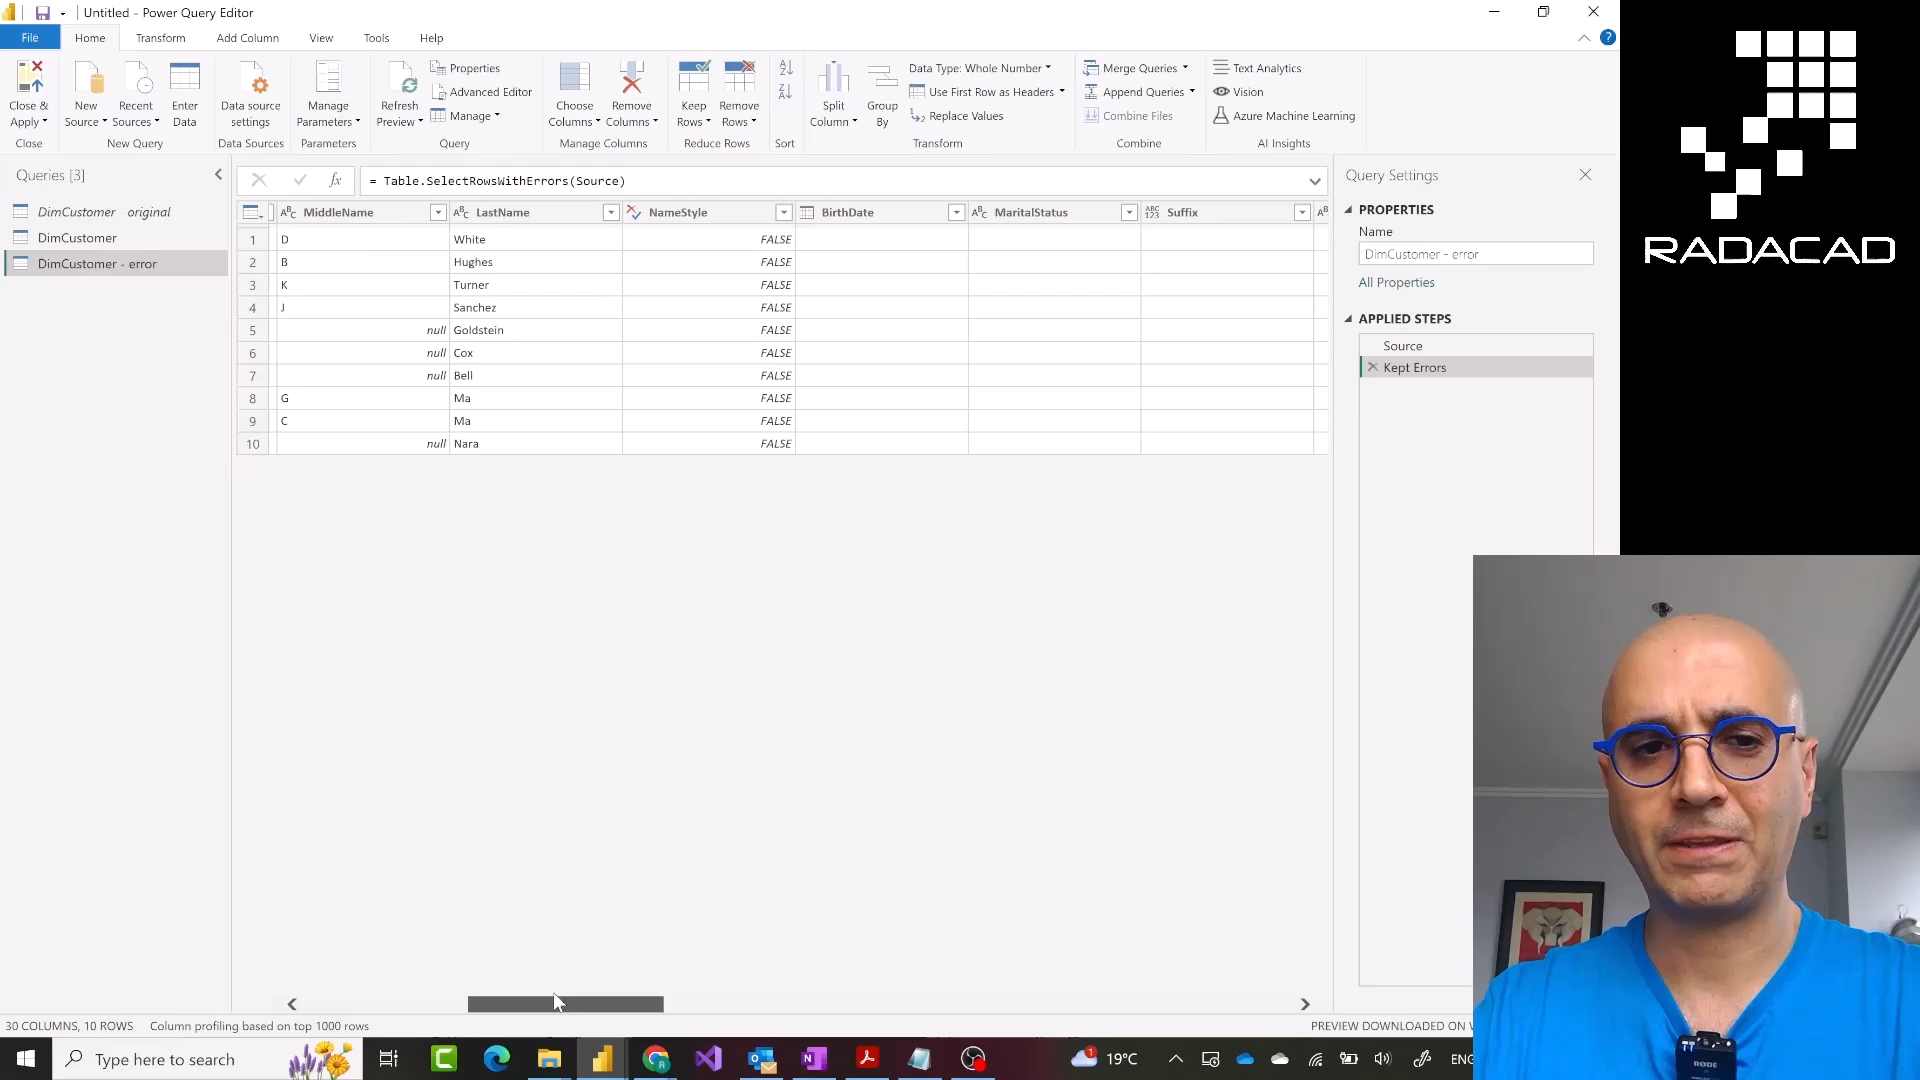 Untitled - Power Query Editor
File
Home
Transform
Add Column
View
Tools
Help
Close & Apply
New Source
Recent Sources
Enter Data
Data source settings
Manage Parameters
Refresh Preview
Properties
Advanced Editor
Manage
Choose Columns
Remove Columns
Keep Rows
Remove Rows
Split Column
Group By
Data Type: Whole Number
Use First Row as Headers
Replace Values
Merge Queries
Append Queries
Combine Files
Text Analytics
Vision
Azure Machine Learning
Close
New Query
Data Sources
Parameters
Query
Manage Columns
Reduce Rows
Sort
Transform
Combine
AI Insights
Queries [3]
DimCustomer original
DimCustomer
DimCustomer - error
= Table.SelectRowsWithErrors(Source)
MiddleName LastName NameStyle BirthDate MaritalStatus Suffix
1 D White FALSE
2 B Hughes FALSE
3 K Turner FALSE
4 J Sanchez FALSE
5 null Goldstein FALSE
6 null Cox FALSE
7 null Bell FALSE
8 G Ma FALSE
9 C Ma FALSE
10 null Nara FALSE
Query Settings
PROPERTIES
Name
DimCustomer - error
All Properties
APPLIED STEPS
Source
Kept Errors
RADACAD
30 COLUMNS, 10 ROWS Column profiling based on top 1000 rows
PREVIEW DOWNLOADED ON
Type here to search
19°C
ENG
RØDE